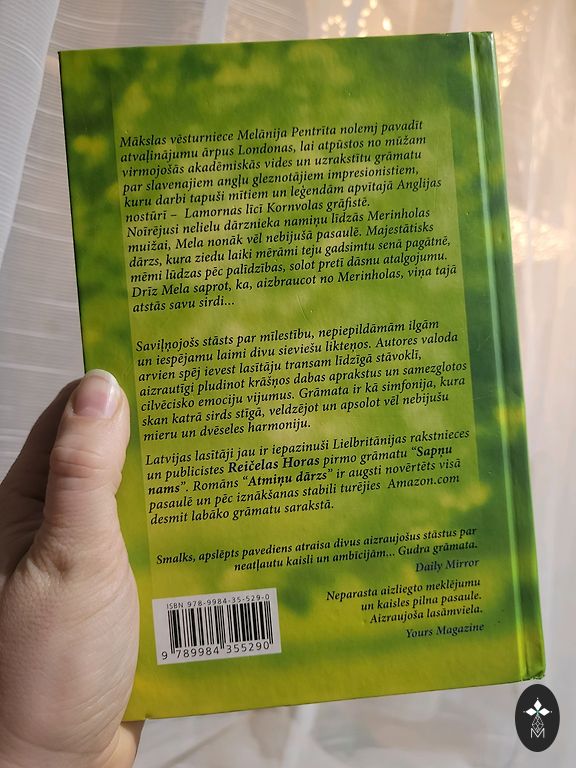 Mākslas vēsturniece Melānija Pentrīta nolemj pavadīt
atvaļinājumu ārpus Londonas, lai atpūstos no mūžam
virmojošās akadēmiskās vides un uzrakstītu grāmatu
par slavenajiem angļu gleznotājiem impresionistiem,
kuru darbi tapuši mītiem un leģendām apvītajā Anglijas
nostūrī – Lamornas līcī Kornvolas grāfistē.
Noīrējusi nelielu dārznieka namiņu līdzās Merinholas
muižai, Mela nonāk vēl nebijušā pasaulē. Majestātisks
dārzs, kura ziedu laiki mērāmi teju gadsimtu senā pagātnē,
mēmi lūdzas pēc palīdzības, solot pretī dāsnu atalgojumu.
Drīz Mela saprot, ka, aizbraucot no Merinholas, viņa tajā
atstās savu sirdi...
Saviļņojošs stāsts par mīlestību, nepiepildāmām ilgām
un iespējamu laimi divu sieviešu likteņos. Autores valoda
arvien spēj ievest lasītāju transam līdzīgā stāvoklī,
aizrautīgi pludinot krāšņos dabas aprakstus un samezglotos
cilvēcisko emociju vijumus. Grāmata ir kā simfonija, kura
skan katrā sirds stīgā, veldzējot un apsolot vēl nebijušu
mieru un dvēseles harmoniju.
Latvijas lasītāji jau ir iepazinuši Lielbritānijas rakstnieces
un publicistes Reičelas Horas pirmo grāmatu "Sapņu
nams". Romāns "Atmiņu dārzs" ir augsti novērtēts visā
pasaulē un pēc iznākšanas stabili turējies Amazon.com
desmit labāko grāmatu sarakstā.
Smalks, apslēpts pavediens atraisa divus aizraujošus stāstus par
neatļautu kaisli un ambīcijām... Gudra grāmata.
Daily Mirror
Neparasta aizliegto meklējumu
un kaisles pilna pasaule.
Aizraujoša lasāmviela.
Yours Magazine
ISBN 978-9984-35-529-0
9 789984 355290
M